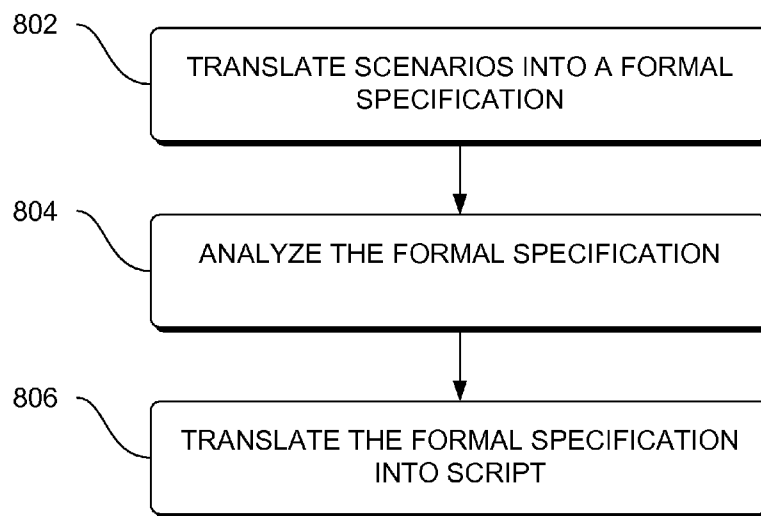 802
TRANSLATE SCENARIOS INTO A FORMAL
SPECIFICATION
804
ANALYZE THE FORMAL SPECIFICATION
806
TRANSLATE THE FORMAL SPECIFICATION
INTO SCRIPT